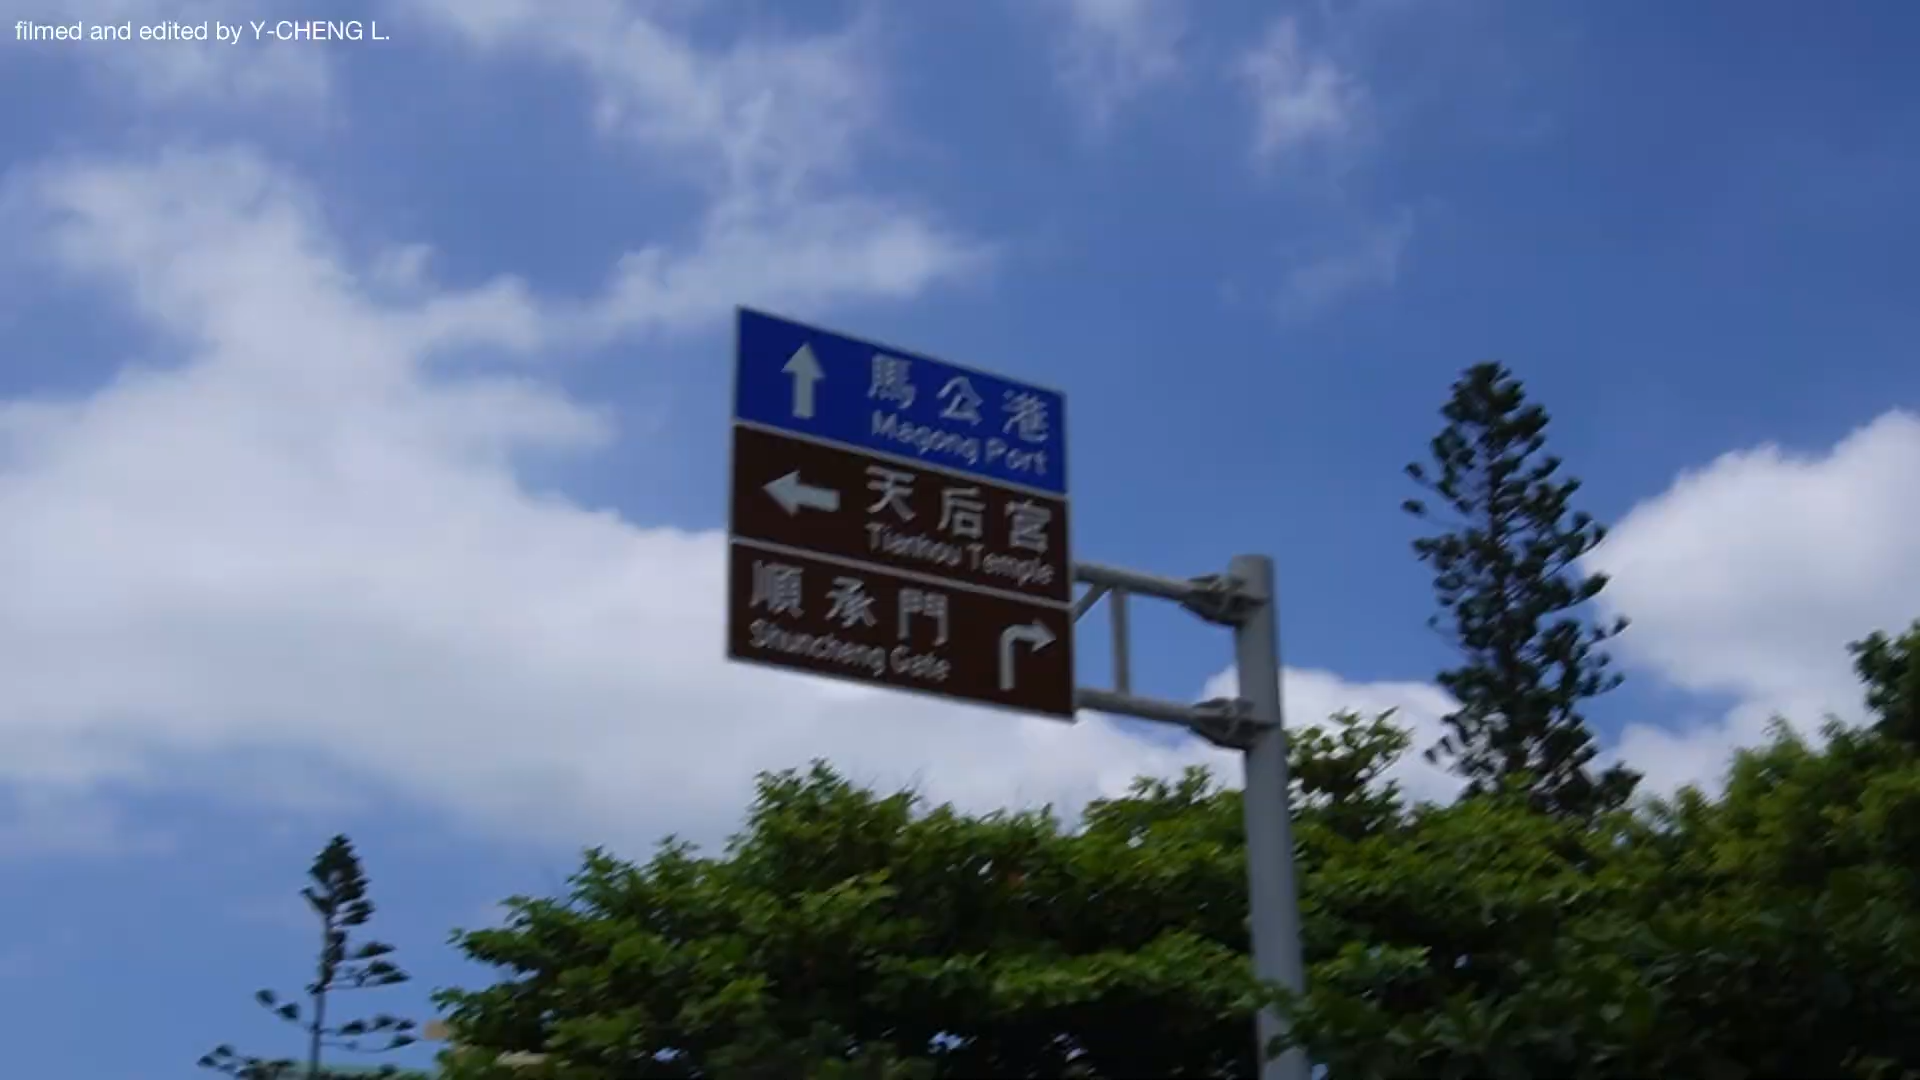 filmed and edited by Y-CHENG L.
馬公港
Magong Port
天后宮
Tianhou Temple
順承門
Shuncheng Gate